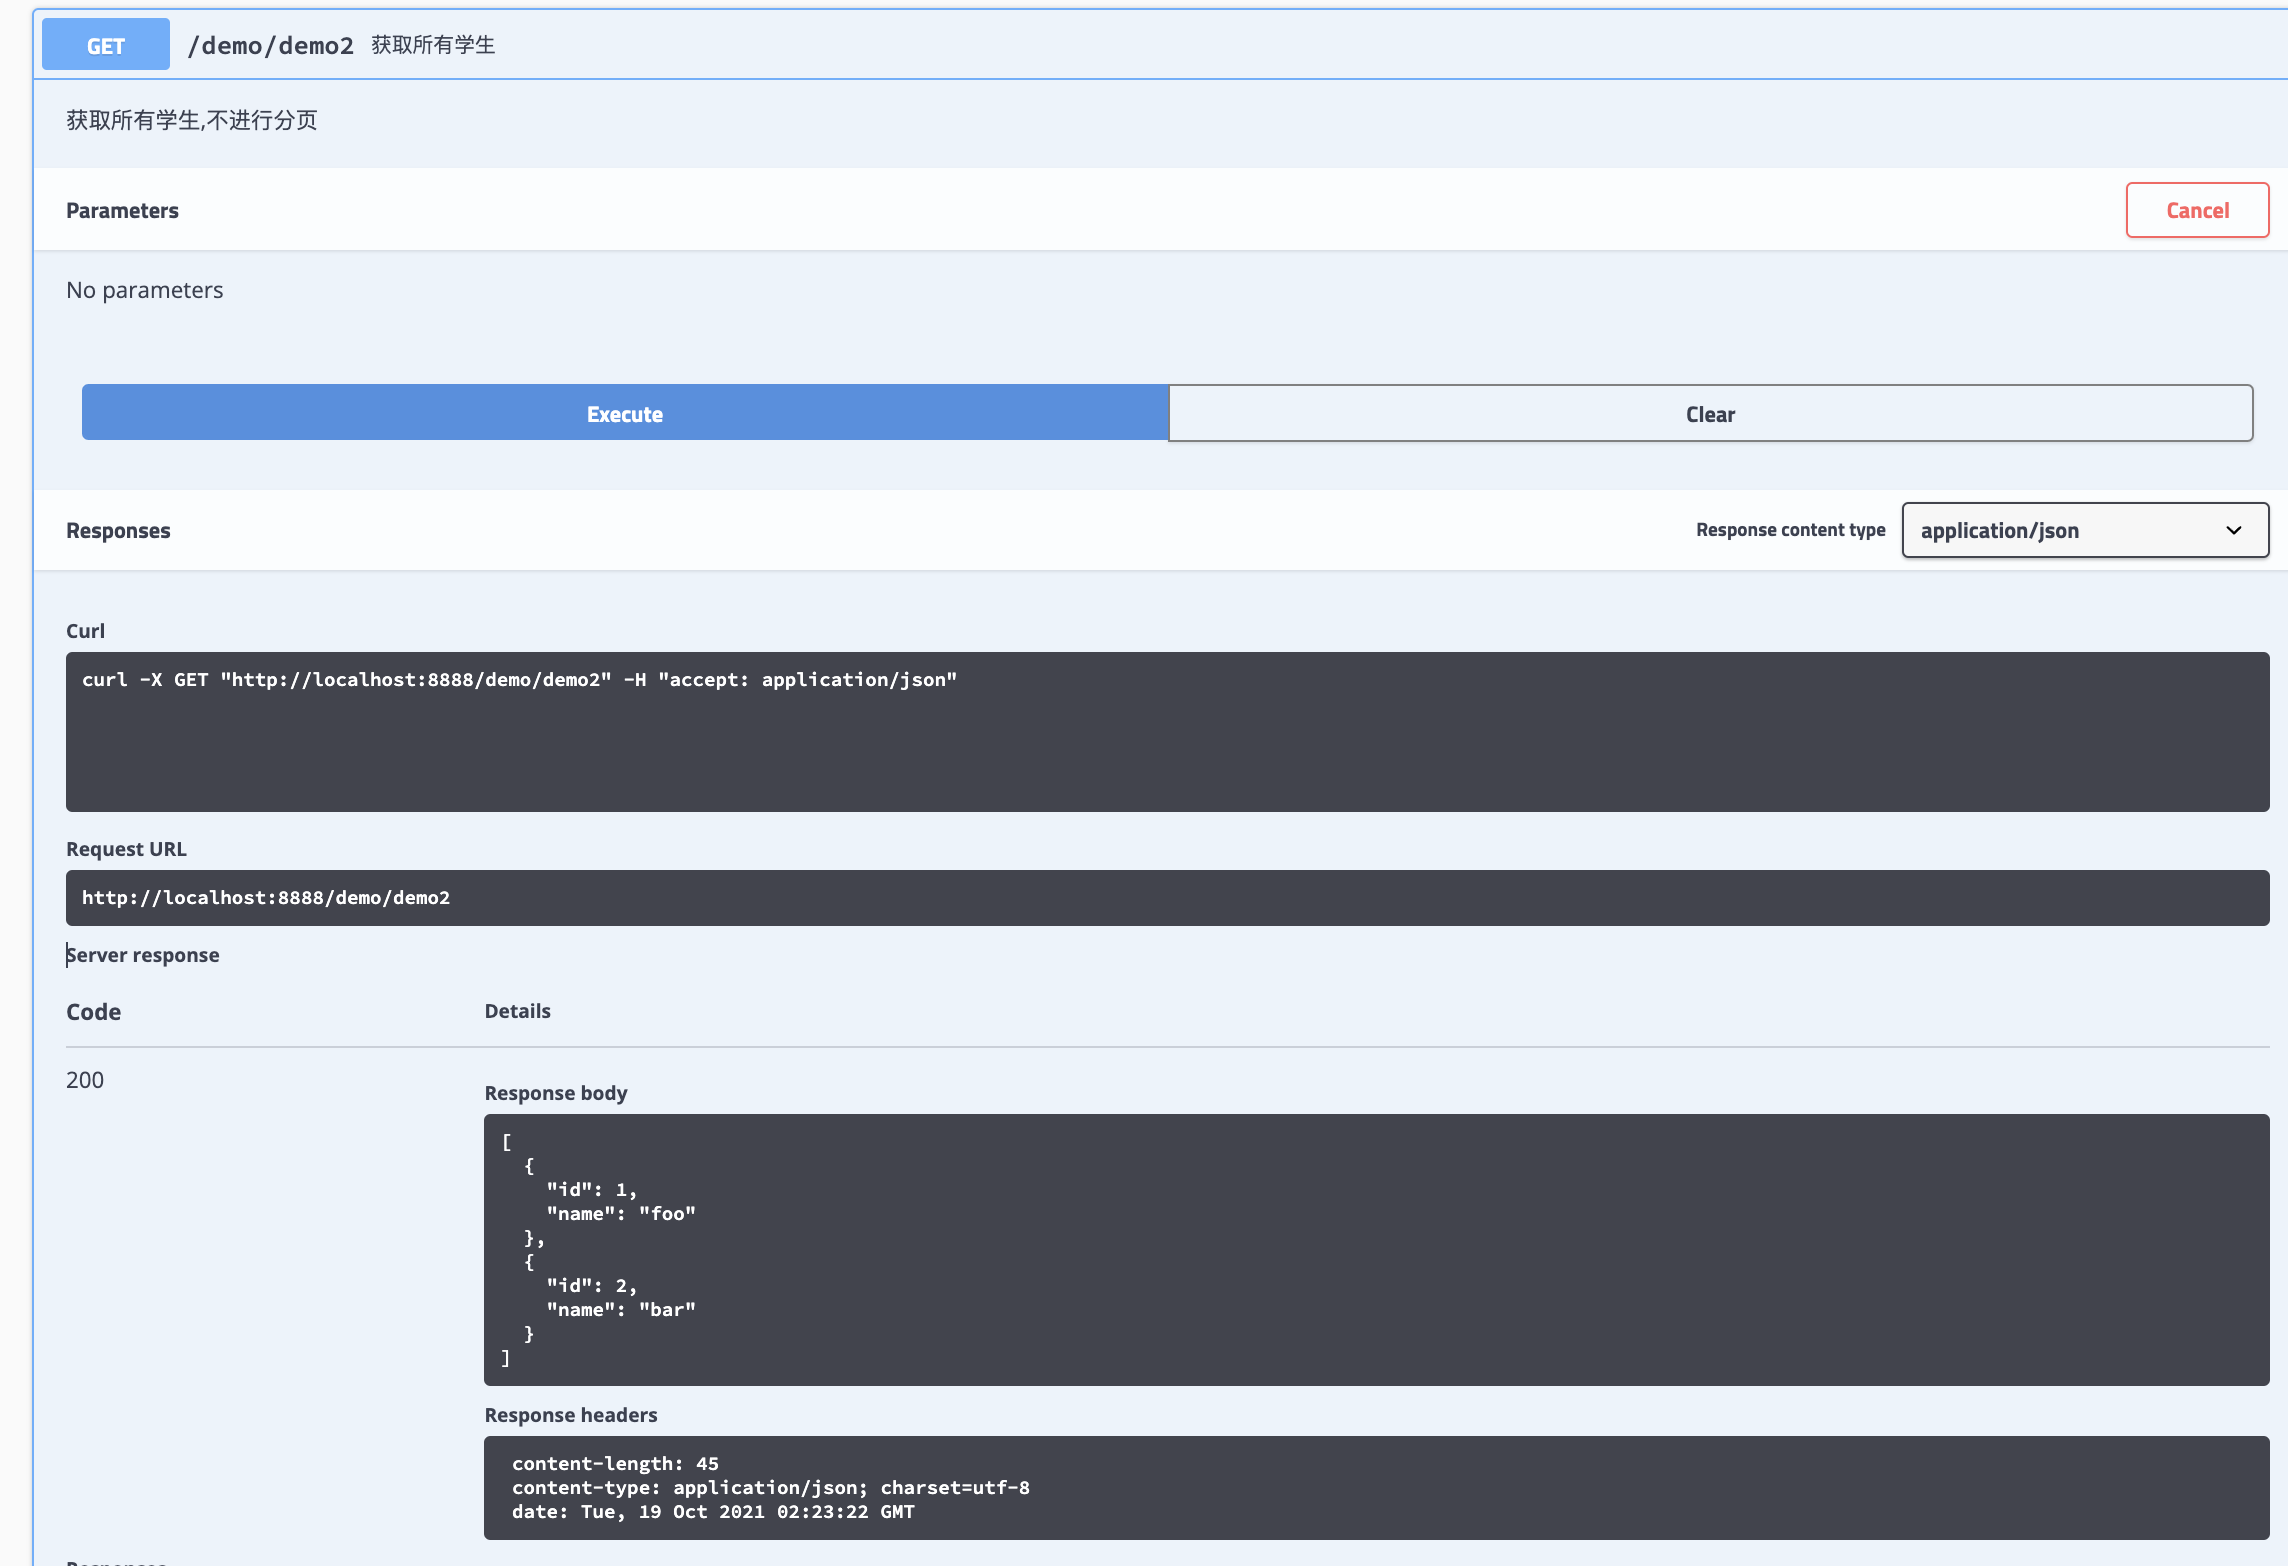 GET /demo/demo2 获取所有学生
获取所有学生,不进行分页
Parameters
Cancel
No parameters
Execute
Clear
Responses
Response content type
application/json
Curl
curl -X GET "http://localhost:8888/demo/demo2" -H "accept: application/json"
Request URL
http://localhost:8888/demo/demo2
Server response
Code
Details
200
Response body
[
  {
    "id": 1,
    "name": "foo"
  },
  {
    "id": 2,
    "name": "bar"
  }
]
Response headers
content-length: 45
content-type: application/json; charset=utf-8
date: Tue, 19 Oct 2021 02:23:22 GMT
Responses